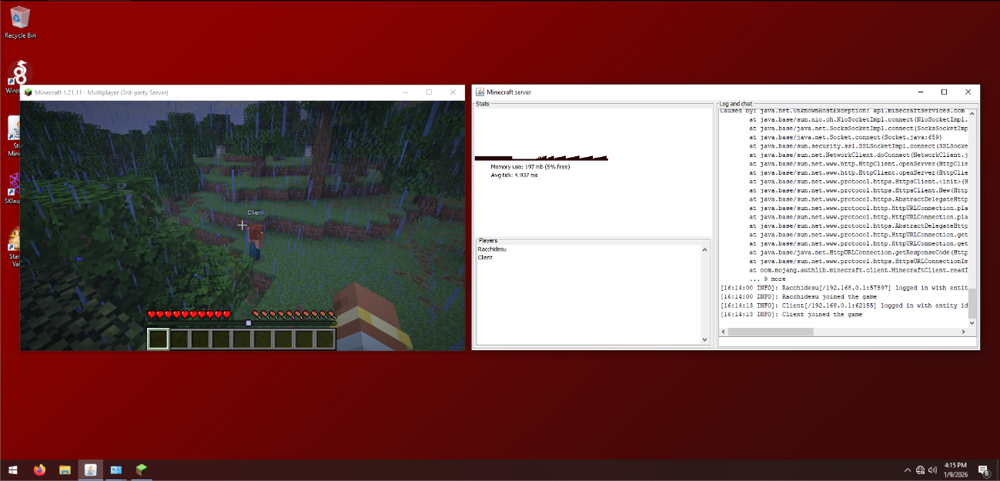 Recycle Bin
Minecraft 1.21.11 - Multiplayer (3rd-party Server)
Client
Minecraft server
Stats
Memory use: 197 mb (5% free)
Avg tick: 4.937 ms
Players
Racchidesu
Client
Log and chat
Caused by: java.net.UnknownHostException: api.minecraftservices.com
at java.base/sun.nio.ch.NioSocketImpl.connect(NioSocketImpl.
at java.base/java.net.SocksSocketImpl.connect(SocksSocketImp
at java.base/java.net.Socket.connect(Socket.java:659)
at java.base/sun.security.ssl.SSLSocketImpl.connect(SSLSocke
at java.base/sun.net.NetworkClient.doConnect(NetworkClient.j
at java.base/sun.net.www.http.HttpClient.openServer(HttpClie
at java.base/sun.net.www.http.HttpClient.openServer(HttpClie
at java.base/sun.net.www.protocol.https.HttpsClient.<init>(H
at java.base/sun.net.www.protocol.https.HttpsClient.New(Http
at java.base/sun.net.www.protocol.https.AbstractDelegateHttp
at java.base/sun.net.www.protocol.http.HttpURLConnection.pla
at java.base/sun.net.www.protocol.http.HttpURLConnection.pla
at java.base/sun.net.www.protocol.https.AbstractDelegateHttp
at java.base/sun.net.www.protocol.http.HttpURLConnection.get
at java.base/sun.net.www.protocol.http.HttpURLConnection.get
at java.base/java.net.HttpURLConnection.getResponseCode(Http
at java.base/sun.net.www.protocol.https.HttpsURLConnectionIm
at com.mojang.authlib.minecraft.client.MinecraftClient.readI
... 9 more
[16:14:00 INFO]: Racchidesu[/192.168.0.1:57597] logged in with entit
[16:14:00 INFO]: Racchidesu joined the game
[16:14:13 INFO]: Client[/192.168.0.1:62155] logged in with entity id
[16:14:13 INFO]: Client joined the game
4:15 PM
1/9/2026
8